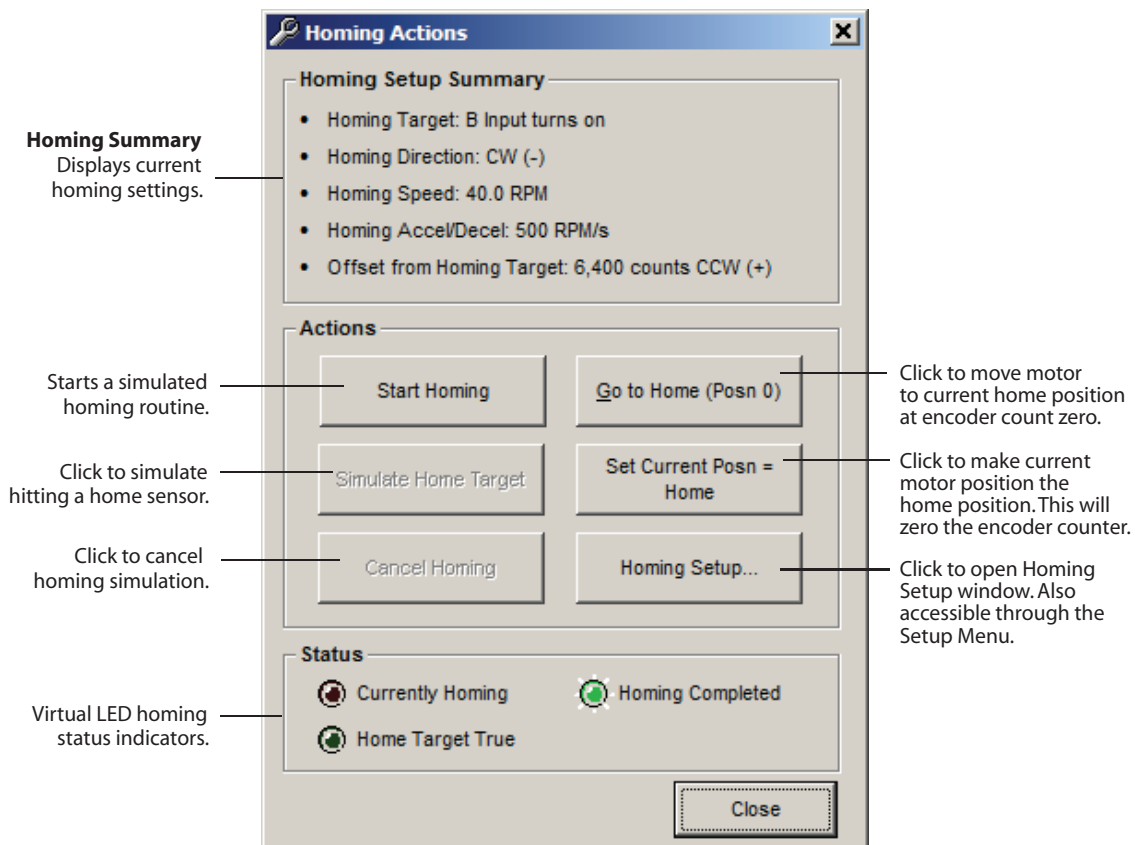 Homing Actions
Homing Setup Summary
• Homing Target: B Input turns on
• Homing Direction: CW (-)
• Homing Speed: 40.0 RPM
• Homing Accel/Decel: 500 RPM/s
• Offset from Homing Target: 6,400 counts CCW (+)
Homing Summary
Displays current
homing settings.
Actions
Start Homing
Go to Home (Posn 0)
Simulate Home Target
Set Current Posn =
Home
Cancel Homing
Homing Setup...
Starts a simulated
homing routine.
Click to simulate
hitting a home sensor.
Click to cancel
homing simulation.
Click to move motor
to current home position
at encoder count zero.
Click to make current
motor position the
home position. This will
zero the encoder counter.
Click to open Homing
Setup window. Also
accessible through the
Setup Menu.
Status
Currently Homing
Homing Completed
Home Target True
Virtual LED homing
status indicators.
Close